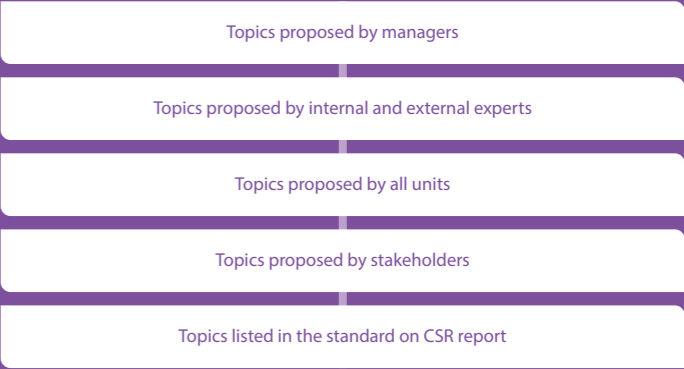 Topics proposed by managers
Topics proposed by internal and external experts
Topics proposed by all units
Topics proposed by stakeholders
Topics listed in the standard on CSR report